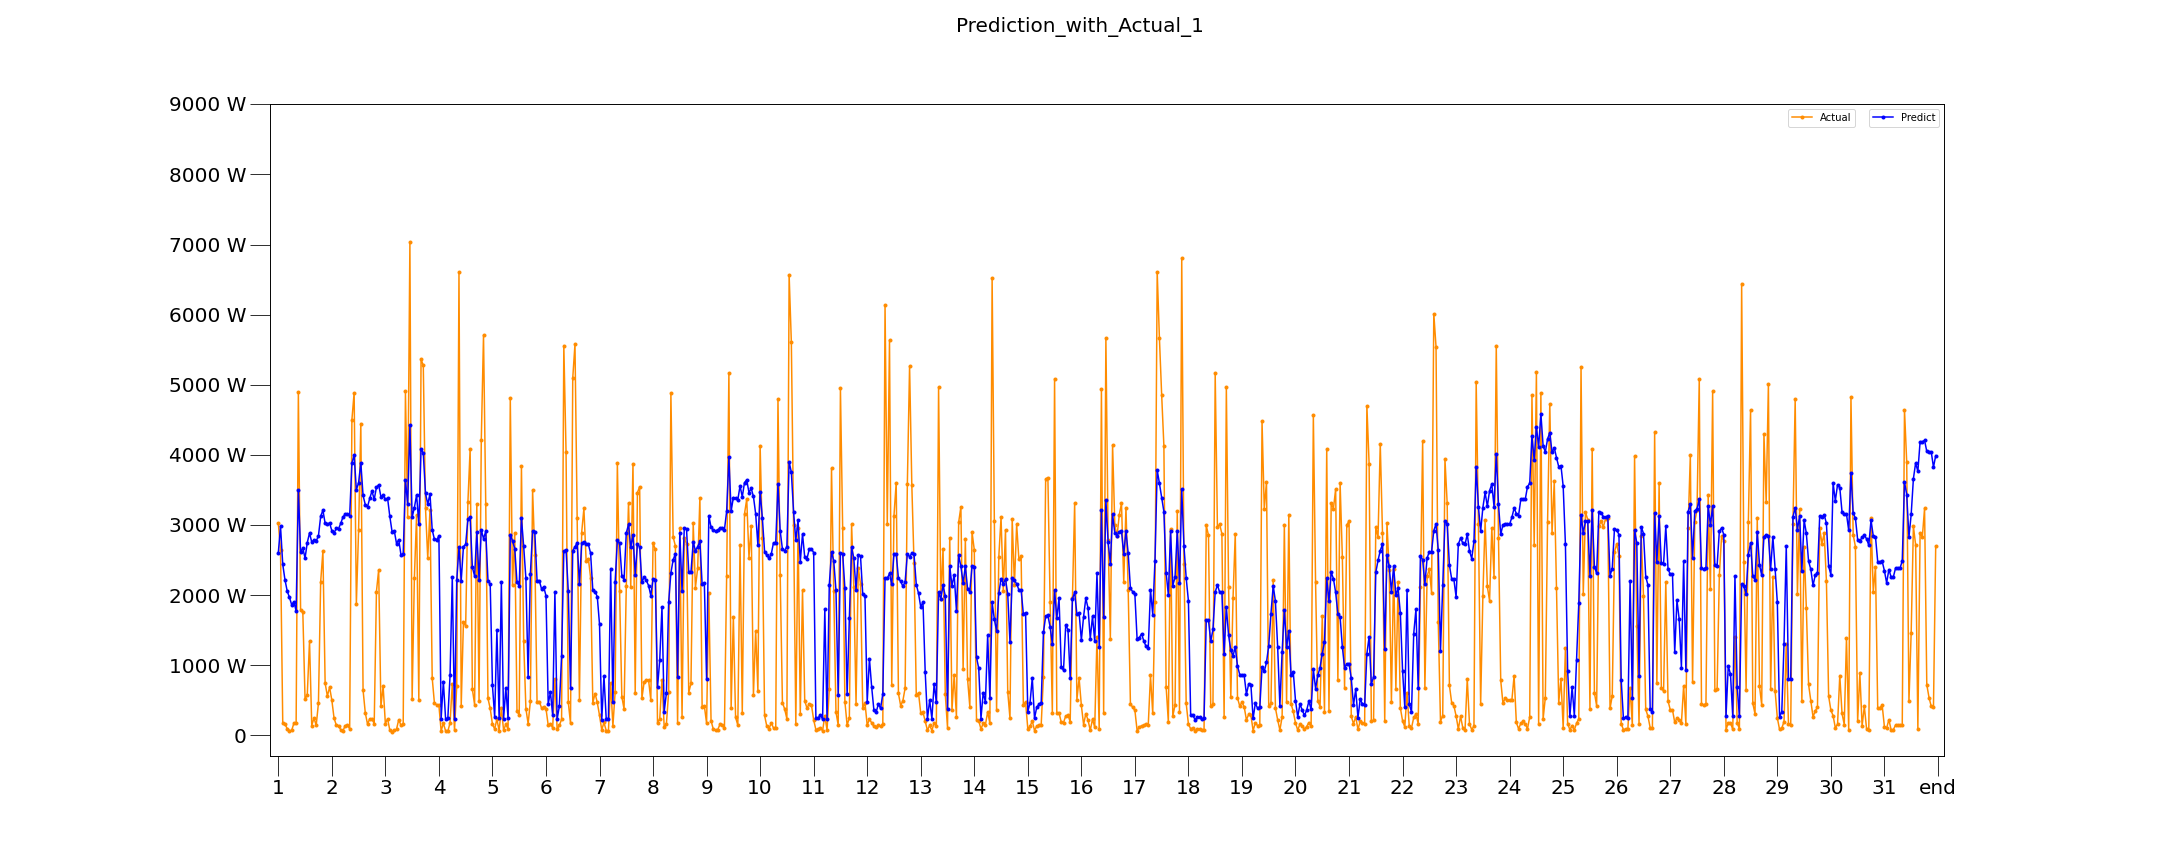 Prediction_with_Actual_1
9000 W
8000 W
7000 W
6000 W
5000 W
4000 W
3000 W
2000 W
1000 W
0
Actual Predict
1 2 3 4 5 6 7 8 9 10 11 12 13 14 15 16 17 18 19 20 21 22 23 24 25 26 27 28 29 30 31 end